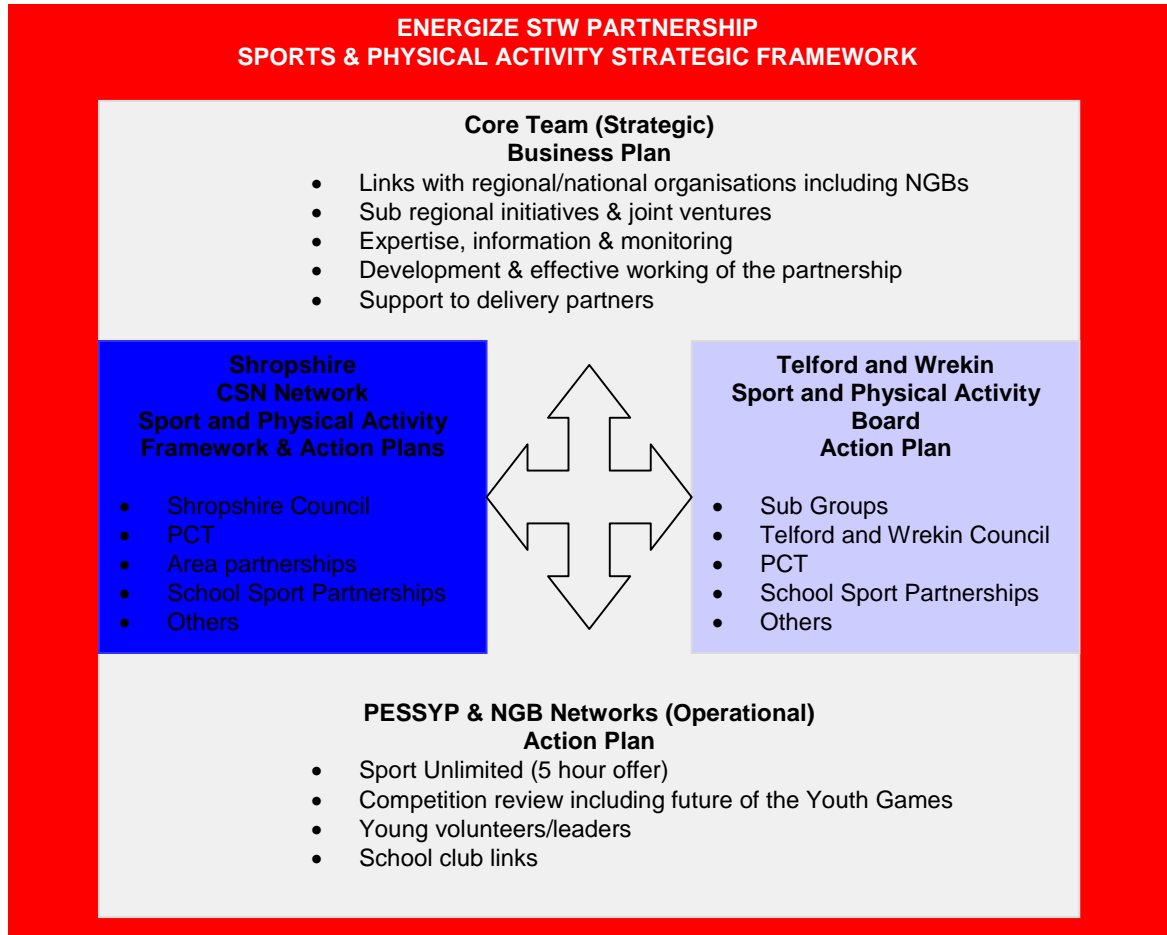 ENERGIZE STW PARTNERSHIP
SPORTS & PHYSICAL ACTIVITY STRATEGIC FRAMEWORK
Core Team (Strategic)
Business Plan
• Links with regional/national organisations including NGBs
• Sub regional initiatives & joint ventures
• Expertise, information & monitoring
• Development & effective working of the partnership
• Support to delivery partners
Shropshire
CSN Network
Sport and Physical Activity
Framework & Action Plans
• Shropshire Council
• PCT
• Area partnerships
• School Sport Partnerships
• Others
Telford and Wrekin
Sport and Physical Activity
Board
Action Plan
• Sub Groups
• Telford and Wrekin Council
• PCT
• School Sport Partnerships
• Others
PESSYP & NGB Networks (Operational)
Action Plan
• Sport Unlimited (5 hour offer)
• Competition review including future of the Youth Games
• Young volunteers/leaders
• School club links